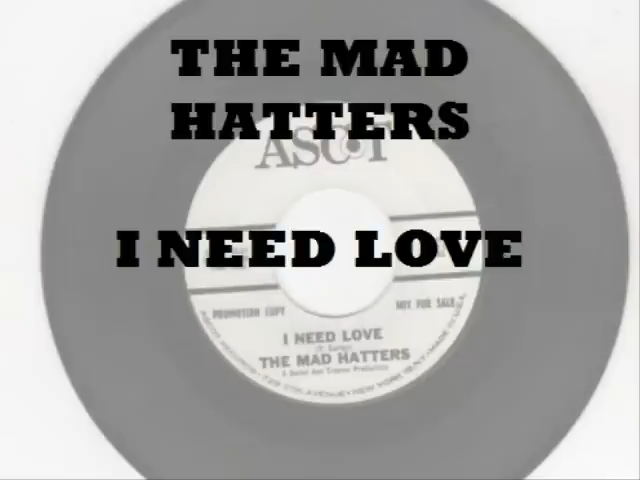 THE MAD
HATTERS
ASCOT
I NEED LOVE
PROMOTION COPY
NOT FOR SALE
I NEED LOVE
THE MAD HATTERS